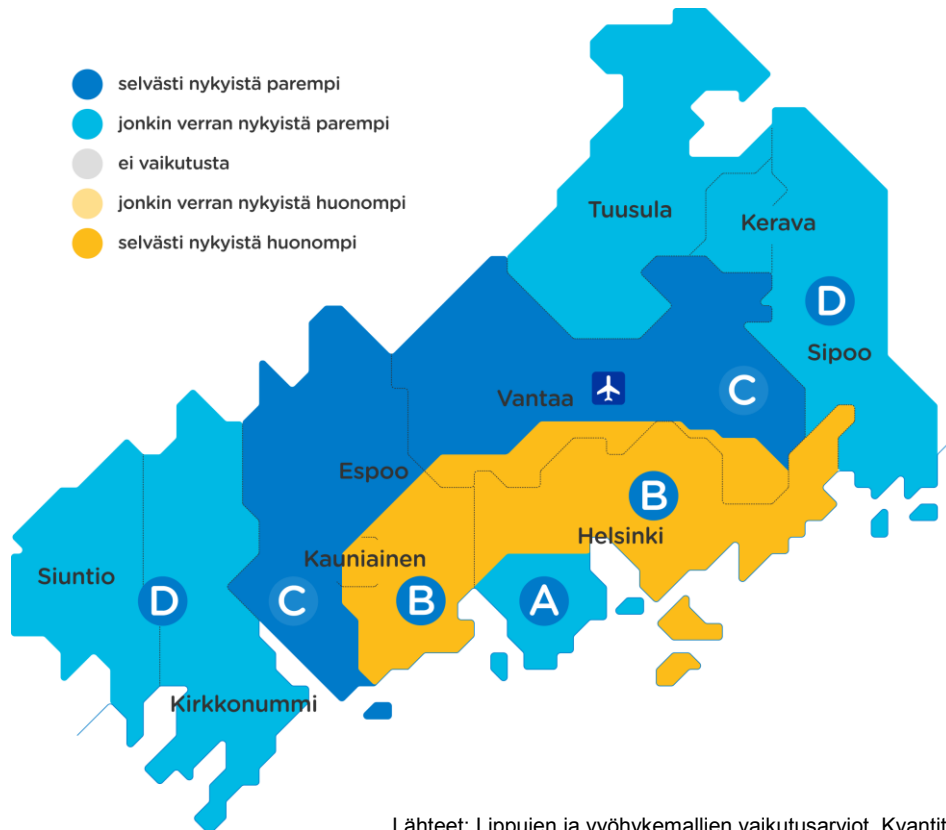 selvästi nykyistä parempi
jonkin verran nykyistä parempi
ei vaikutusta
jonkin verran nykyistä huonompi
selvästi nykyistä huonompi
Tuusula
Kerava
D
Sipoo
Vantaa
C
Espoo
B
Helsinki
Kauniainen
Siuntio
D
C
B
A
Kirkkonummi
Lähteet: Lippujen ja vyöhykemallien vaikutusarviot, Kvantit